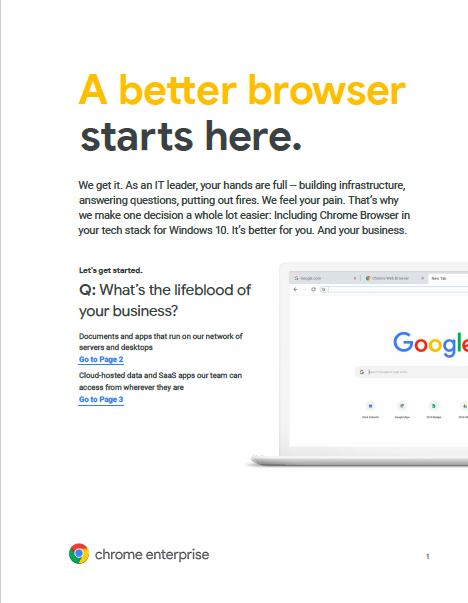 A better browser
starts here.
We get it. As an IT leader, your hands are full — building infrastructure,
answering questions, putting out fires. We feel your pain. That's why
we make one decision a whole lot easier: Including Chrome Browser in
your tech stack for Windows 10. It's better for you. And your business.
Let's get started.
Q: What's the lifeblood of
your business?
Documents and apps that run on our network of
servers and desktops
Go to Page 2
Cloud-hosted data and SaaS apps our team can
access from wherever they are
Go to Page 3
Google.com
Chrome Web Browser
New Tab
Google
chrome enterprise
1